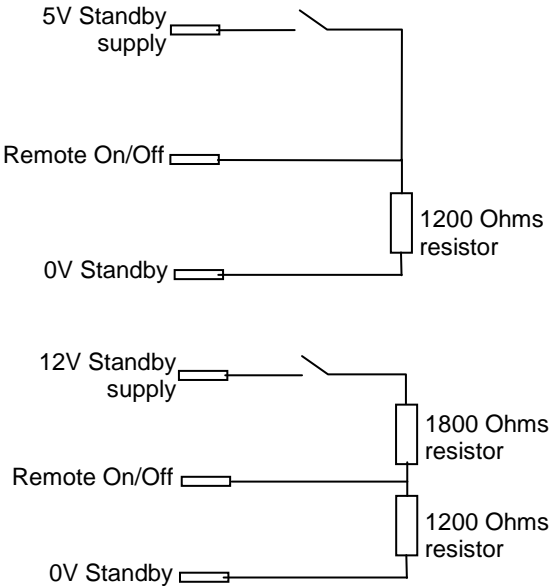 5V Standby
supply
Remote On/Off
1200 Ohms
resistor
0V Standby
12V Standby
supply
1800 Ohms
resistor
Remote On/Off
1200 Ohms
resistor
0V Standby